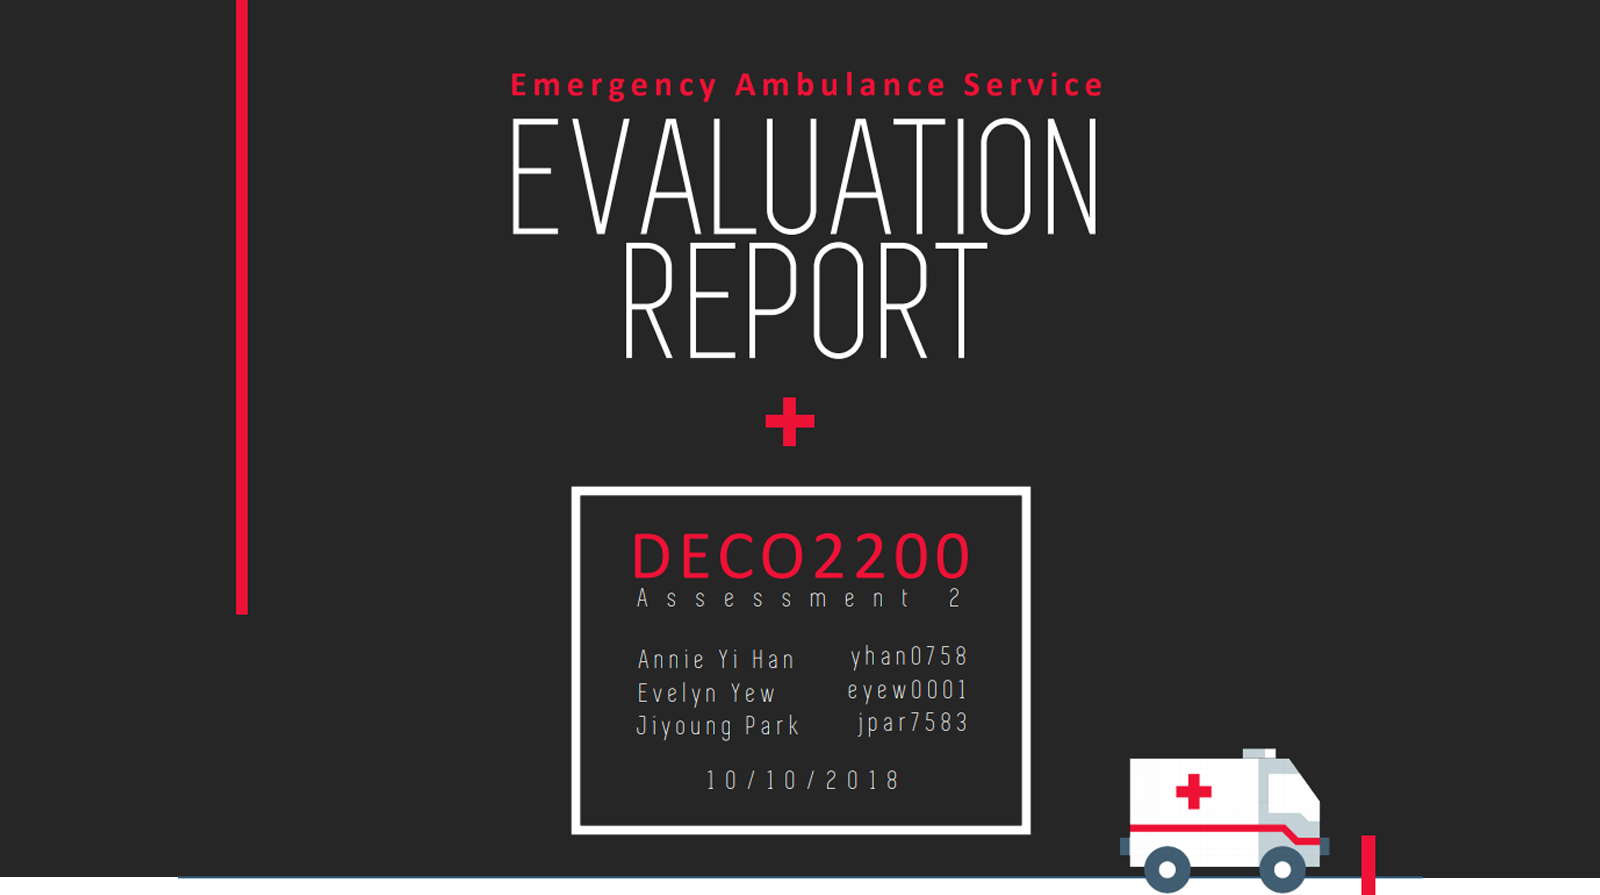 Emergency Ambulance Service
EVALUATION
REPORT
DECO2200
Assessment 2
Annie Yi Han yhan0758
Evelyn Yew eyew0001
Jiyoung Park jpar7583
10/10/2018